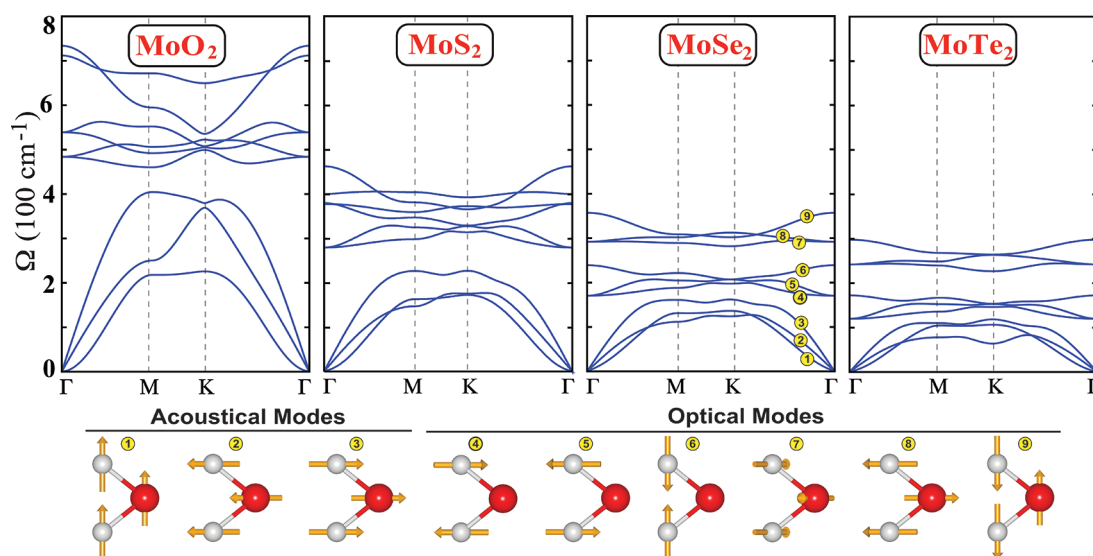 MoO2 MoS2 MoSe2 MoTe2
Ω (100 cm-1)
8
6
4
2
0
9
8
7
6
5
4
3
2
1
Γ M K Γ Γ M K Γ Γ M K Γ Γ M K Γ
Acoustical Modes Optical Modes
1 2 3 4 5 6 7 8 9